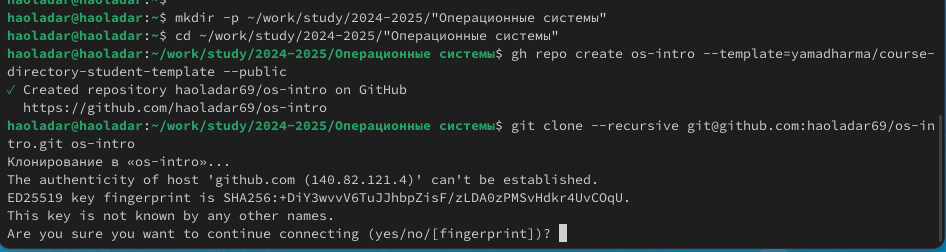 haoladar@haoladar:~$
haoladar@haoladar:~$ mkdir -p ~/work/study/2024-2025/"Операционные системы"
haoladar@haoladar:~$ cd ~/work/study/2024-2025/"Операционные системы"
haoladar@haoladar:~/work/study/2024-2025/Операционные системы$ gh repo create os-intro --template=yamadharma/course-
directory-student-template --public
✓ Created repository haoladar69/os-intro on GitHub
https://github.com/haoladar69/os-intro
haoladar@haoladar:~/work/study/2024-2025/Операционные системы$ git clone --recursive git@github.com:haoladar69/os-in
tro.git os-intro
Клонирование в «os-intro»...
The authenticity of host 'github.com (140.82.121.4)' can't be established.
ED25519 key fingerprint is SHA256:+DiY3wvvV6TuJJhbpZisF/zLDA0zPMSvHdkr4UvCOqU.
This key is not known by any other names.
Are you sure you want to continue connecting (yes/no/[fingerprint])?